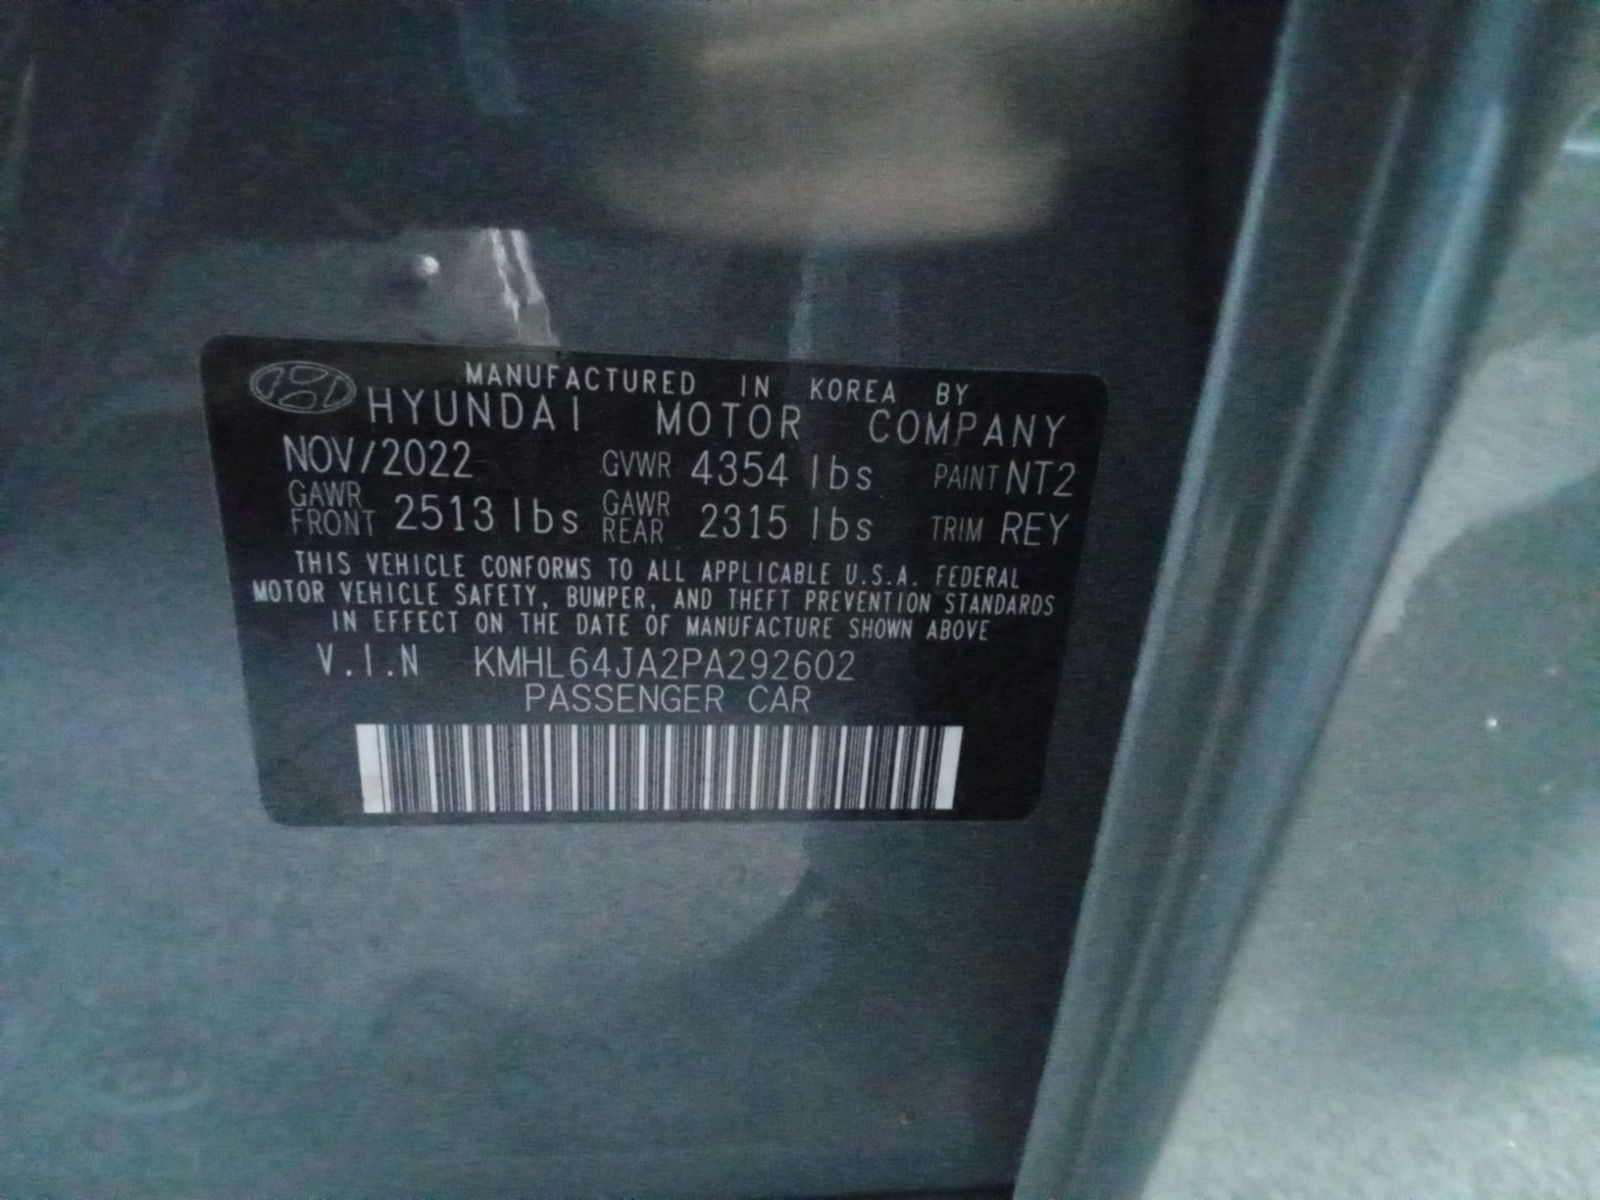 MANUFACTURED IN KOREA BY
HYUNDAI MOTOR COMPANY
NOV/2022 GVWR 4354 lbs PAINT NT2
GAWR FRONT 2513 lbs GAWR REAR 2315 lbs TRIM REY
THIS VEHICLE CONFORMS TO ALL APPLICABLE U.S.A. FEDERAL
MOTOR VEHICLE SAFETY, BUMPER, AND THEFT PREVENTION STANDARDS
IN EFFECT ON THE DATE OF MANUFACTURE SHOWN ABOVE
V.I.N KMHL64JA2PA292602
PASSENGER CAR